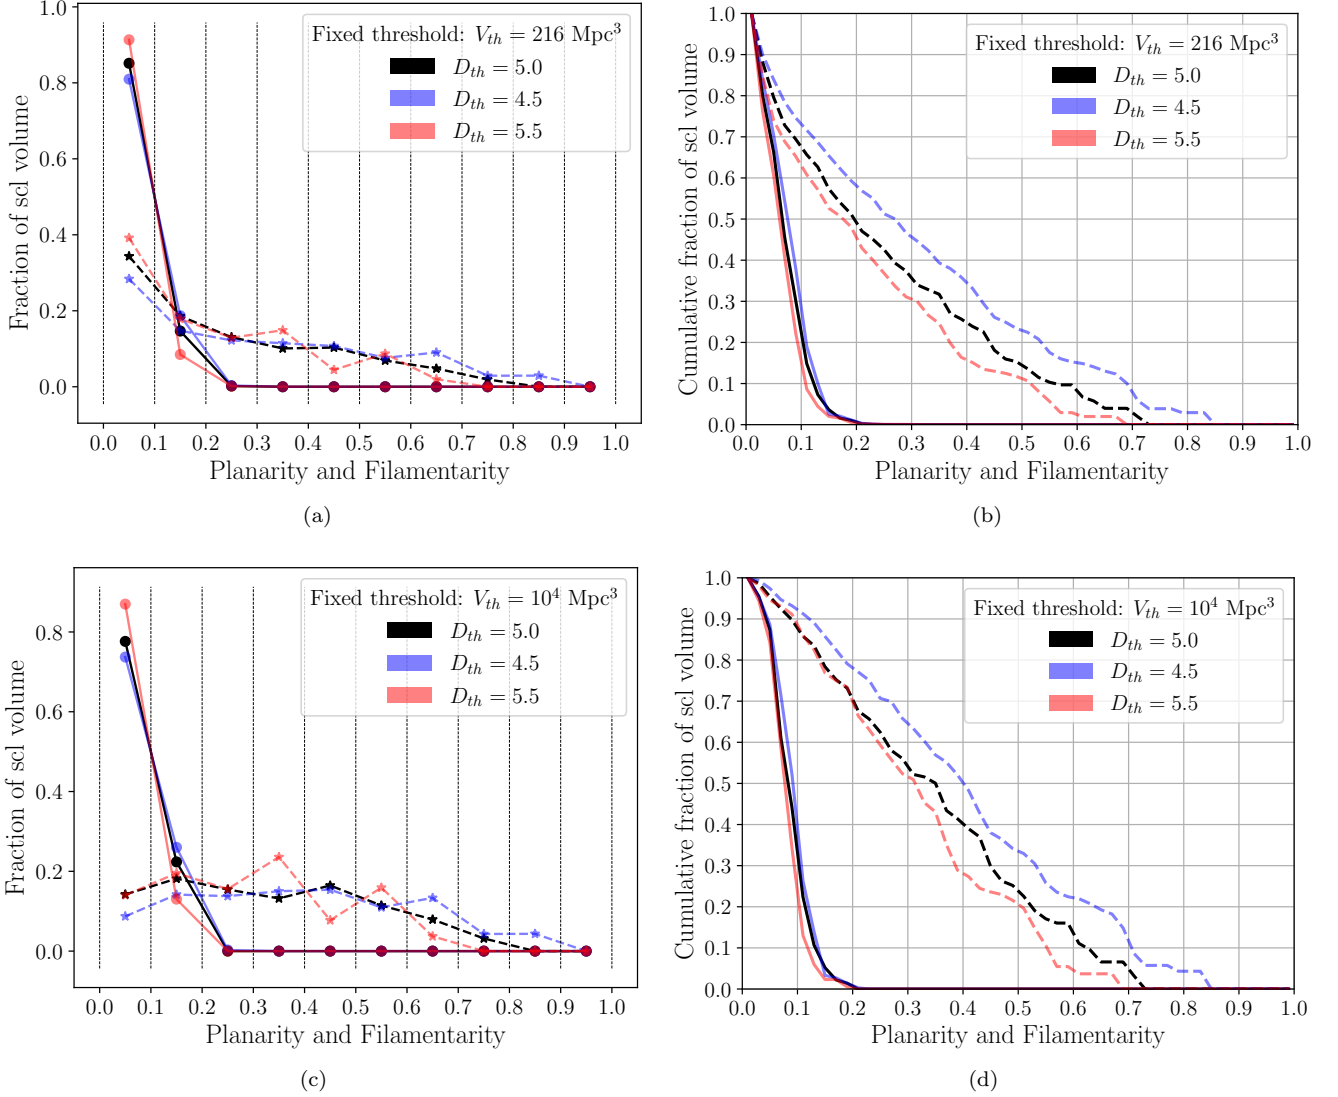 Fixed threshold: V_th = 216 Mpc³
D_th = 5.0
D_th = 4.5
D_th = 5.5
1.0
0.8
0.6
0.4
0.2
0.0
Fraction of scl volume
0.0 0.1 0.2 0.3 0.4 0.5 0.6 0.7 0.8 0.9 1.0
Planarity and Filamentarity
(a)
Fixed threshold: V_th = 216 Mpc³
D_th = 5.0
D_th = 4.5
D_th = 5.5
1.0
0.9
0.8
0.7
0.6
0.5
0.4
0.3
0.2
0.1
0.0
Cumulative fraction of scl volume
0.0 0.1 0.2 0.3 0.4 0.5 0.6 0.7 0.8 0.9 1.0
Planarity and Filamentarity
(b)
Fixed threshold: V_th = 10⁴ Mpc³
D_th = 5.0
D_th = 4.5
D_th = 5.5
0.8
0.6
0.4
0.2
0.0
Fraction of scl volume
0.0 0.1 0.2 0.3 0.4 0.5 0.6 0.7 0.8 0.9 1.0
Planarity and Filamentarity
(c)
Fixed threshold: V_th = 10⁴ Mpc³
D_th = 5.0
D_th = 4.5
D_th = 5.5
1.0
0.9
0.8
0.7
0.6
0.5
0.4
0.3
0.2
0.1
0.0
Cumulative fraction of scl volume
0.0 0.1 0.2 0.3 0.4 0.5 0.6 0.7 0.8 0.9 1.0
Planarity and Filamentarity
(d)